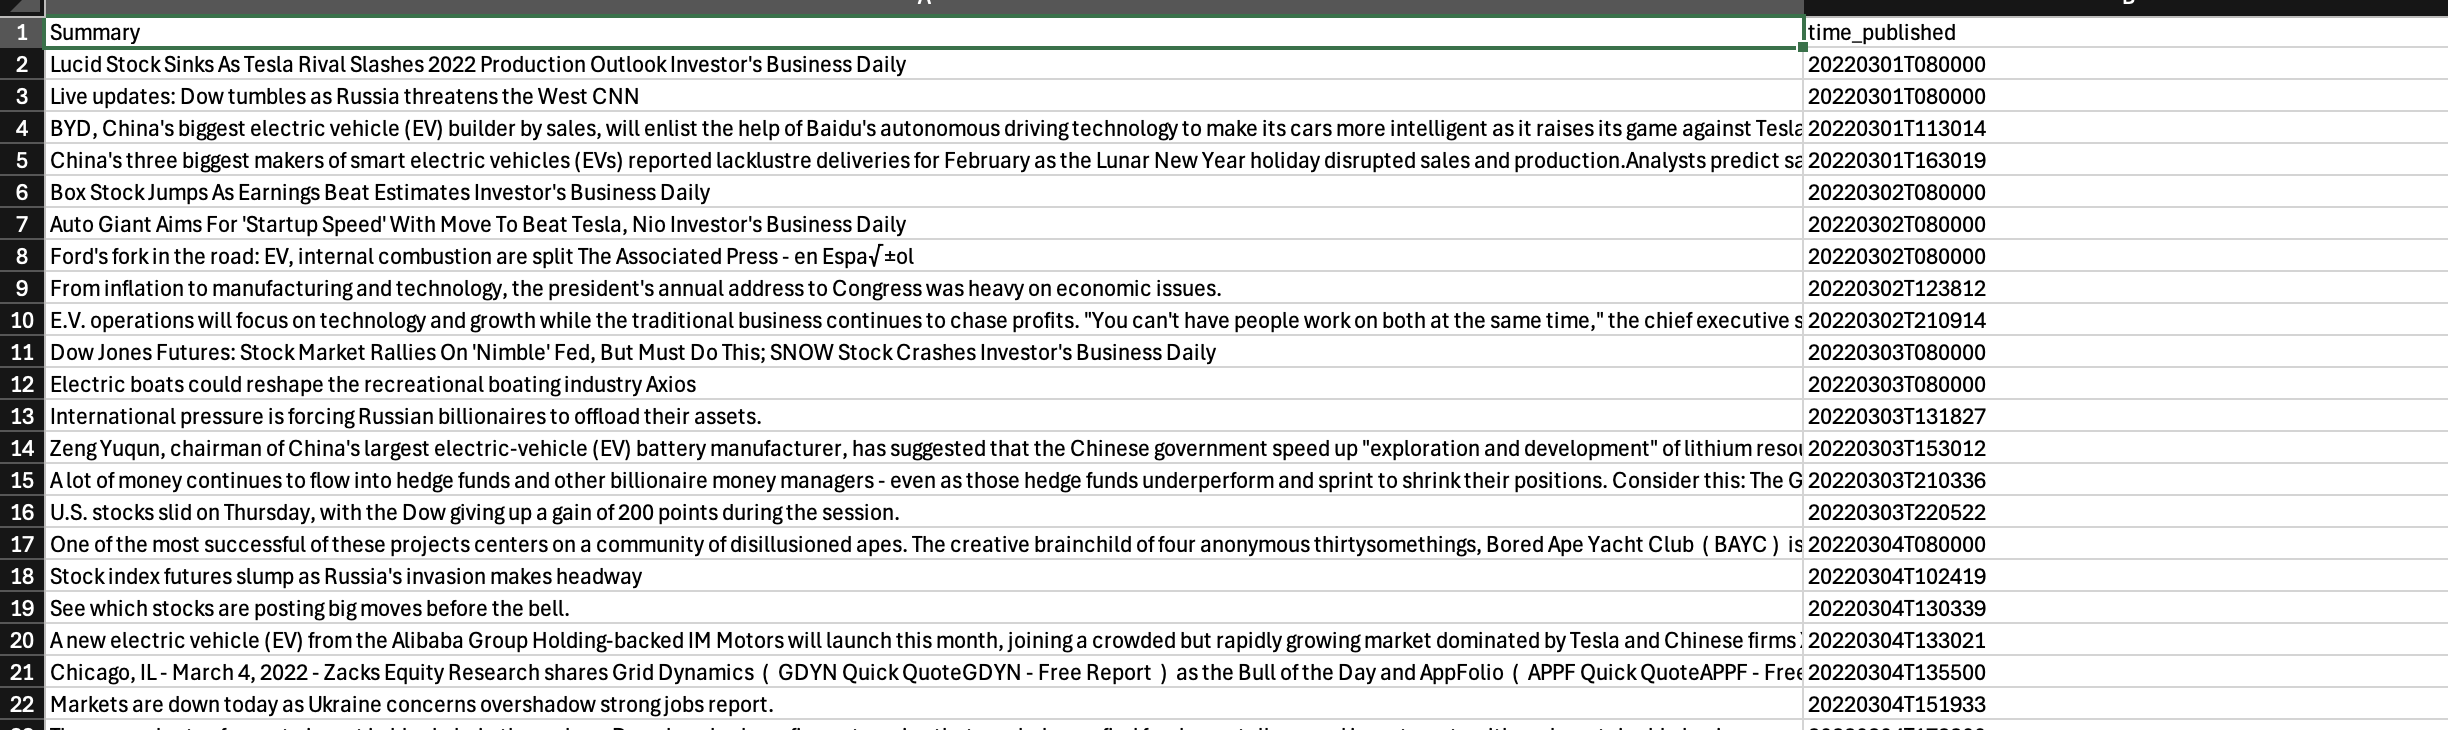 1 Summary time_published
2 Lucid Stock Sinks As Tesla Rival Slashes 2022 Production Outlook Investor's Business Daily 20220301T080000
3 Live updates: Dow tumbles as Russia threatens the West CNN 20220301T080000
4 BYD, China's biggest electric vehicle (EV) builder by sales, will enlist the help of Baidu's autonomous driving technology to make its cars more intelligent as it raises its game against Tesla 20220301T113014
5 China's three biggest makers of smart electric vehicles (EVs) reported lacklustre deliveries for February as the Lunar New Year holiday disrupted sales and production.Analysts predict sa 20220301T163019
6 Box Stock Jumps As Earnings Beat Estimates Investor's Business Daily 20220302T080000
7 Auto Giant Aims For 'Startup Speed' With Move To Beat Tesla, Nio Investor's Business Daily 20220302T080000
8 Ford's fork in the road: EV, internal combustion are split The Associated Press - en Espa√±ol 20220302T080000
9 From inflation to manufacturing and technology, the president's annual address to Congress was heavy on economic issues. 20220302T123812
10 E.V. operations will focus on technology and growth while the traditional business continues to chase profits. "You can't have people work on both at the same time," the chief executive s 20220302T210914
11 Dow Jones Futures: Stock Market Rallies On 'Nimble' Fed, But Must Do This; SNOW Stock Crashes Investor's Business Daily 20220303T080000
12 Electric boats could reshape the recreational boating industry Axios 20220303T080000
13 International pressure is forcing Russian billionaires to offload their assets. 20220303T131827
14 Zeng Yuqun, chairman of China's largest electric-vehicle (EV) battery manufacturer, has suggested that the Chinese government speed up "exploration and development" of lithium resou 20220303T153012
15 A lot of money continues to flow into hedge funds and other billionaire money managers - even as those hedge funds underperform and sprint to shrink their positions. Consider this: The G 20220303T210336
16 U.S. stocks slid on Thursday, with the Dow giving up a gain of 200 points during the session. 20220303T220522
17 One of the most successful of these projects centers on a community of disillusioned apes. The creative brainchild of four anonymous thirtysomethings, Bored Ape Yacht Club ( BAYC ) is 20220304T080000
18 Stock index futures slump as Russia's invasion makes headway 20220304T102419
19 See which stocks are posting big moves before the bell. 20220304T130339
20 A new electric vehicle (EV) from the Alibaba Group Holding-backed IM Motors will launch this month, joining a crowded but rapidly growing market dominated by Tesla and Chinese firms 20220304T133021
21 Chicago, IL - March 4, 2022 - Zacks Equity Research shares Grid Dynamics ( GDYN Quick QuoteGDYN - Free Report ) as the Bull of the Day and AppFolio ( APPF Quick QuoteAPPF - Free 20220304T135500
22 Markets are down today as Ukraine concerns overshadow strong jobs report. 20220304T151933